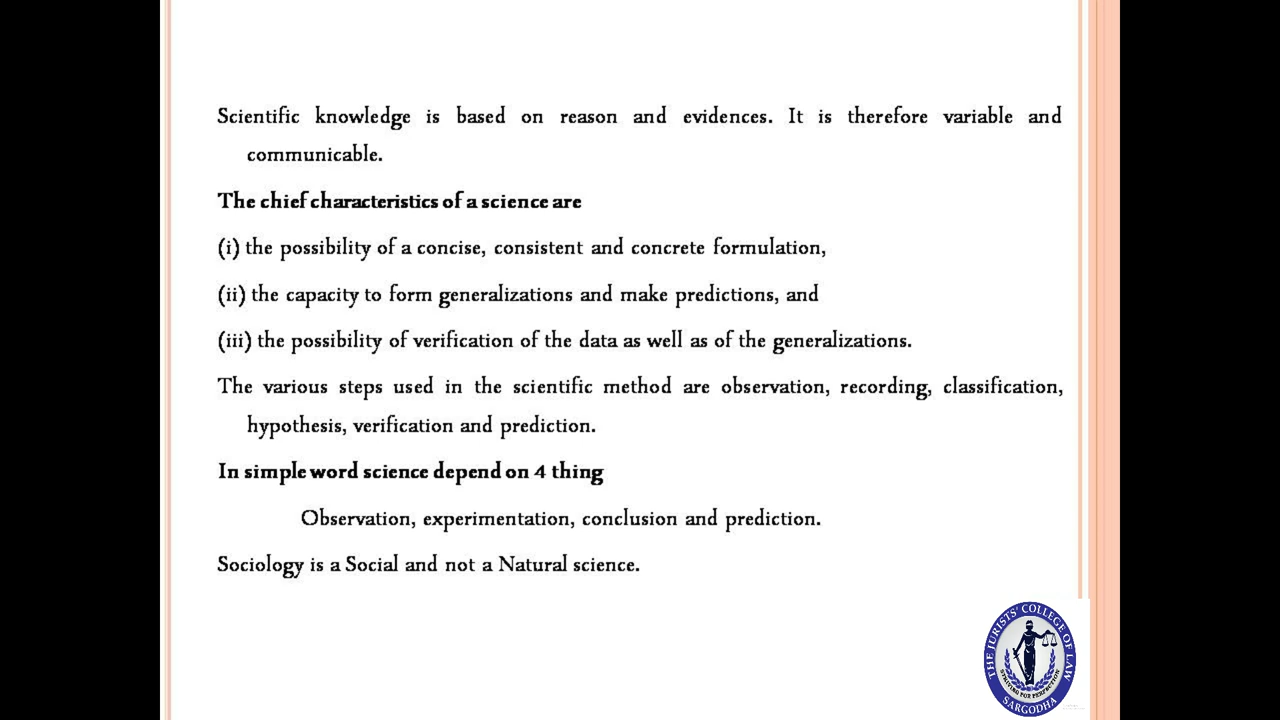 Scientific knowledge is based on reason and evidences. It is therefore variable and
communicable.
The chief characteristics of a science are
(i) the possibility of a concise, consistent and concrete formulation,
(ii) the capacity to form generalizations and make predictions, and
(iii) the possibility of verification of the data as well as of the generalizations.
The various steps used in the scientific method are observation, recording, classification,
hypothesis, verification and prediction.
In simple word science depend on 4 thing
Observation, experimentation, conclusion and prediction.
Sociology is a Social and not a Natural science.
THE JURISTS' COLLEGE OF LAW
STRIVING FOR PERFECTION
SARGODHA